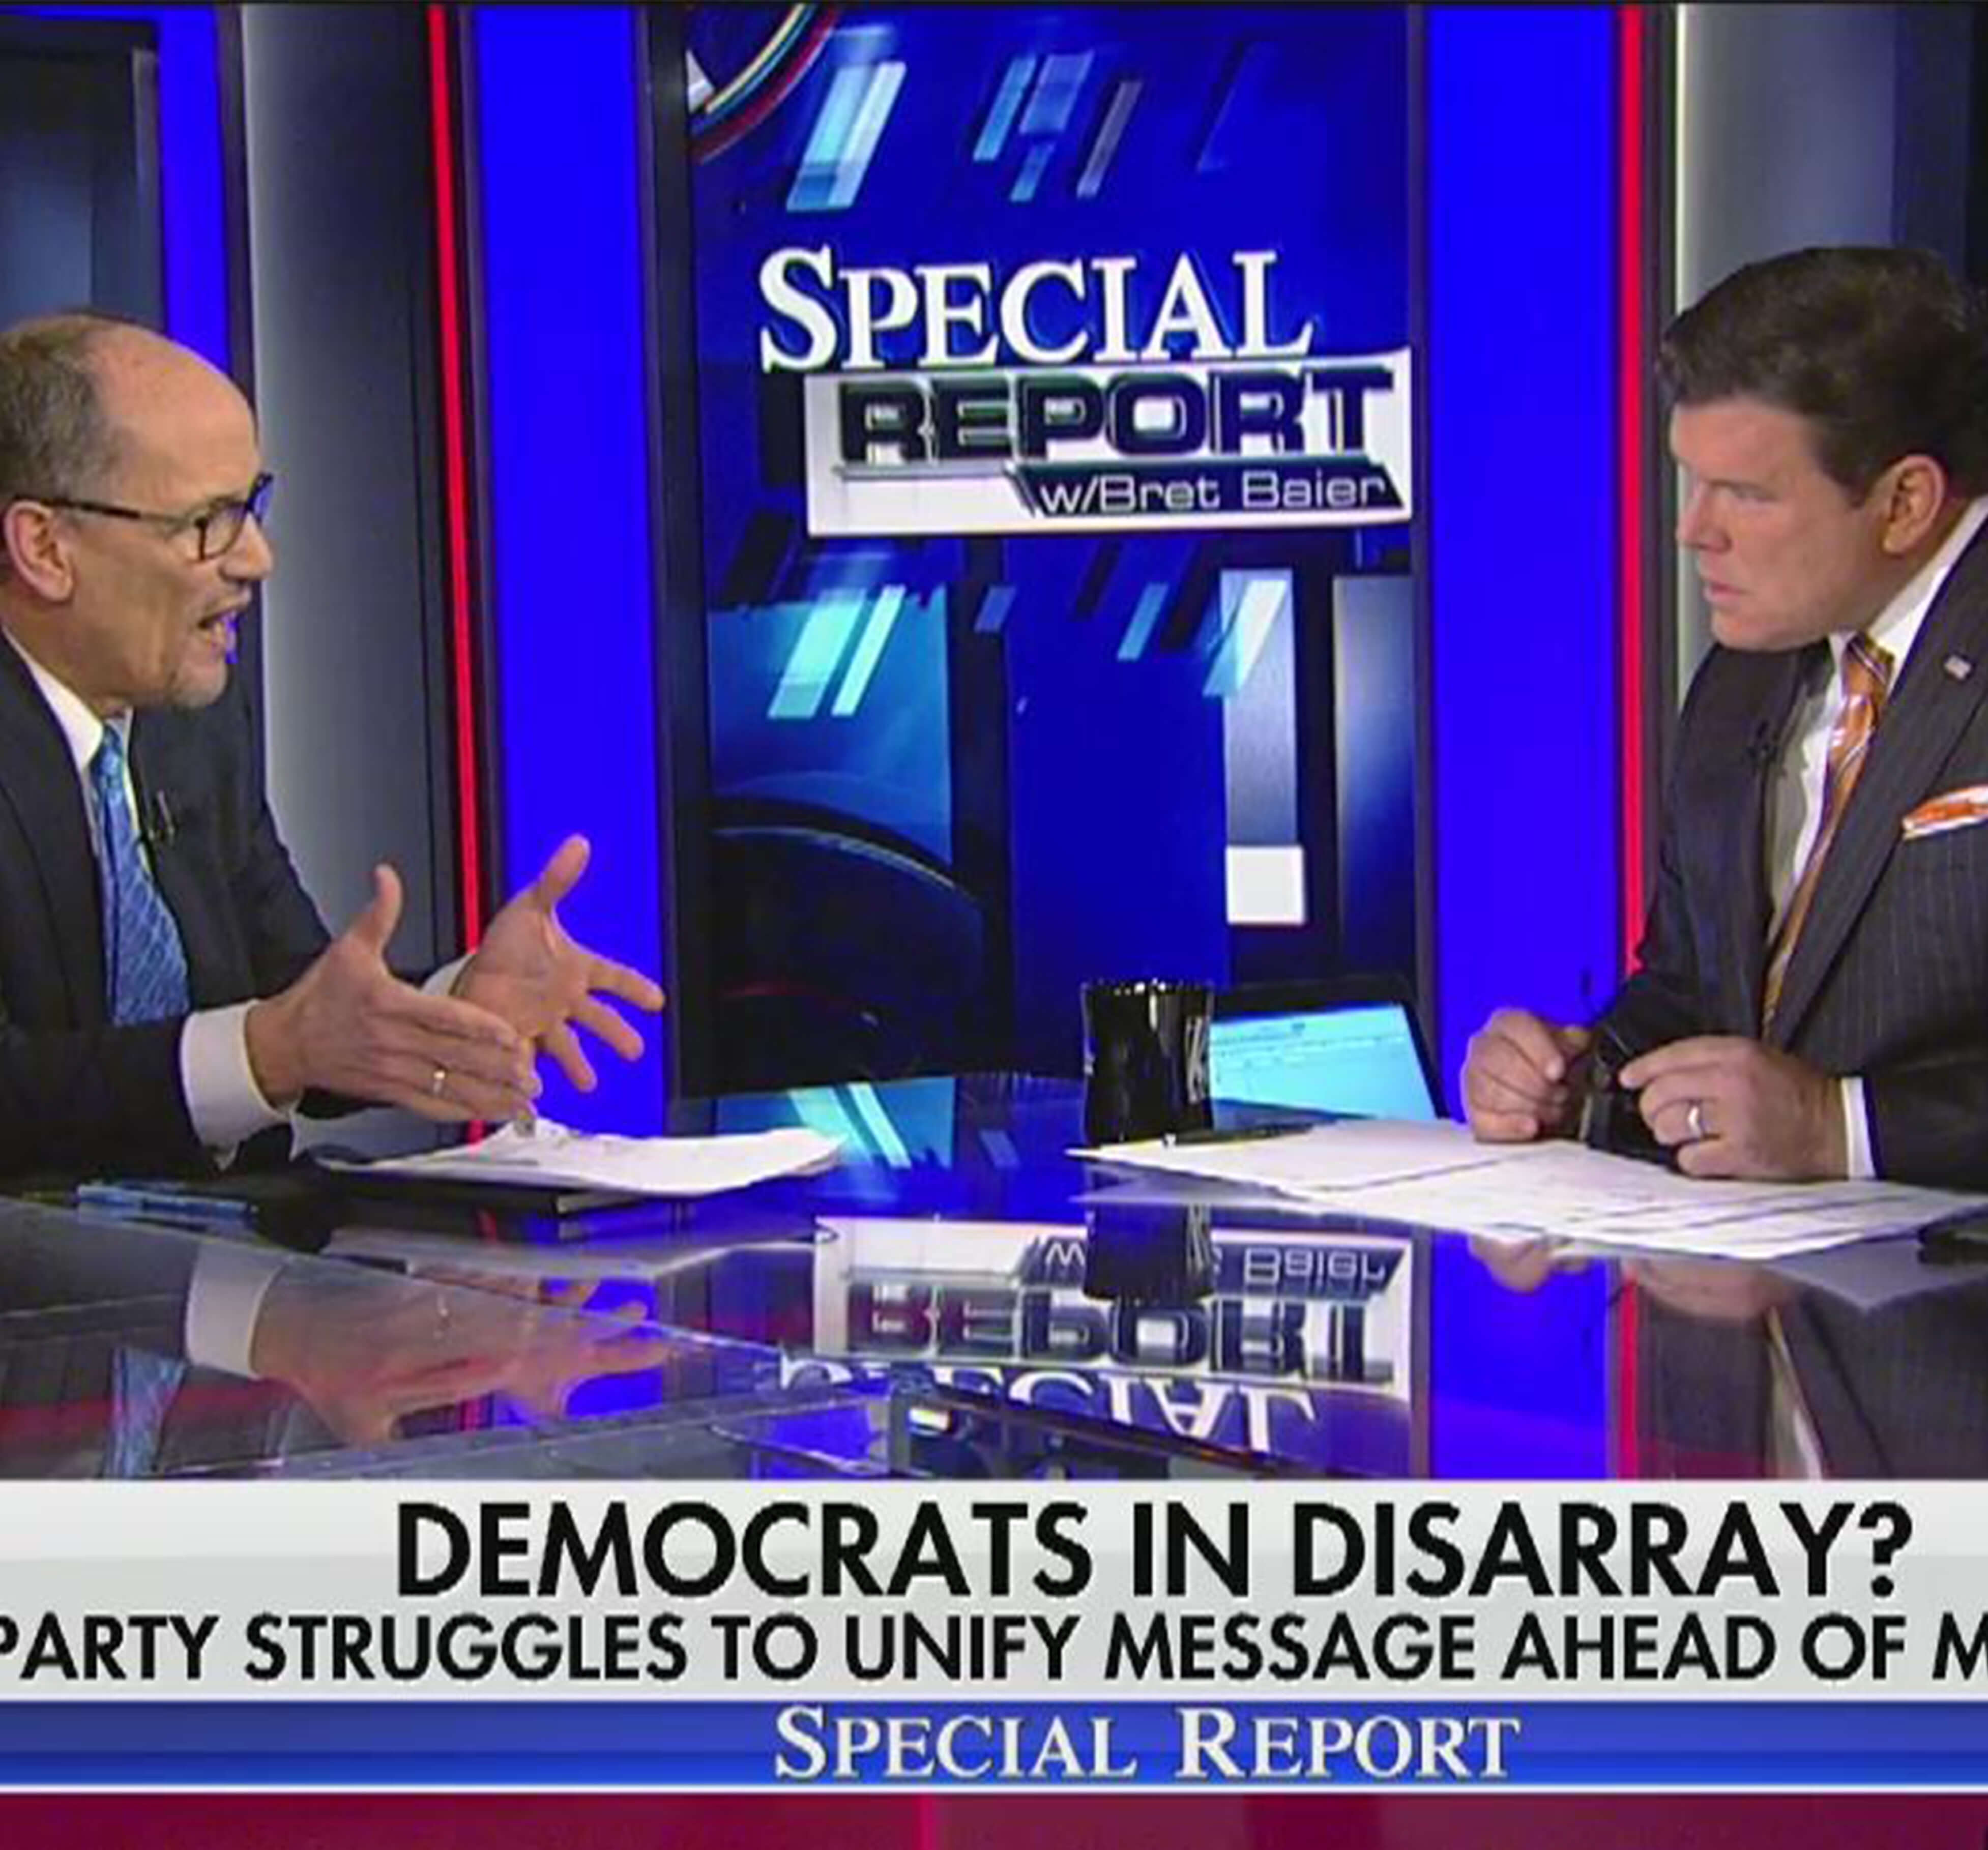 SPECIAL
REPORT
w/Bret Baier
DEMOCRATS IN DISARRAY?
PARTY STRUGGLES TO UNIFY MESSAGE AHEAD OF M
SPECIAL REPORT